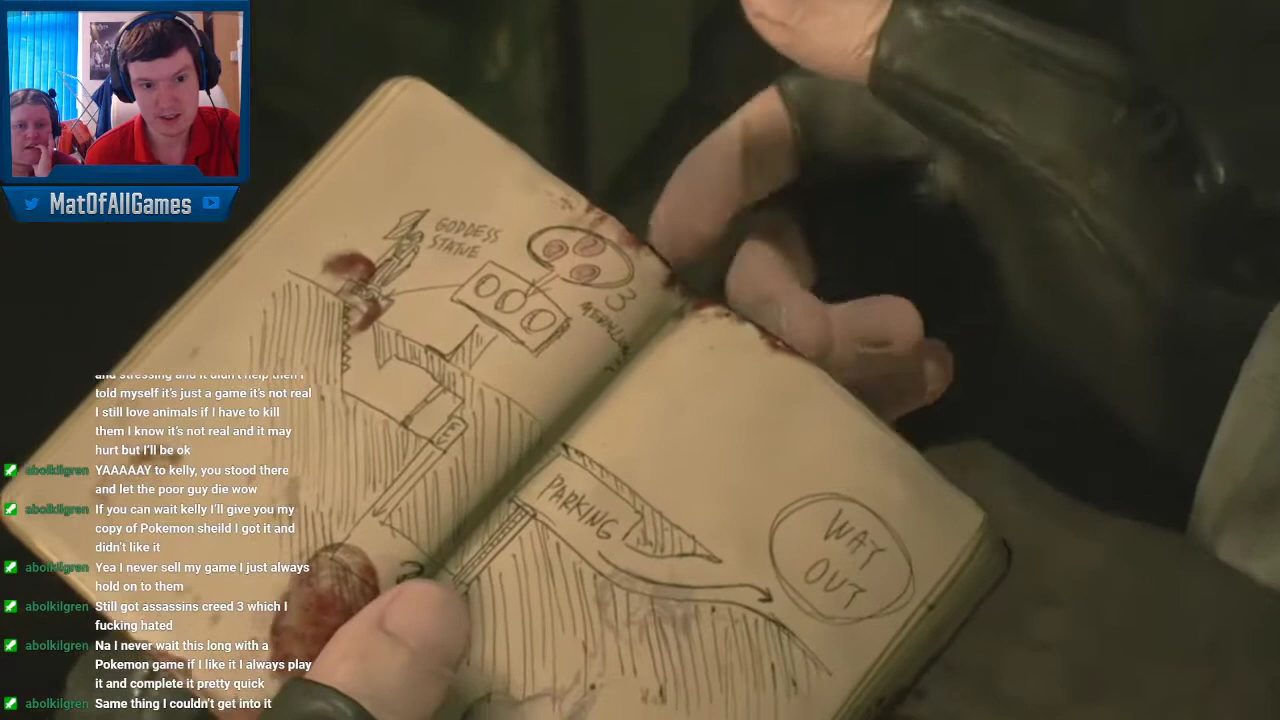 MatOfAllGames
GODDESS
STATUE
3
PARKING?
WAY
OUT
and stressing and it didn't help then I
told myself it's just a game it's not real
I still love animals if I have to kill
them I know it's not real and it may
hurt but I'll be ok
abolkilgren YAAAAAY to kelly, you stood there
and let the poor guy die wow
abolkilgren If you can wait kelly I'll give you my
copy of Pokemon sheild I got it and
didn't like it
abolkilgren Yea I never sell my game I just always
hold on to them
abolkilgren Still got assassins creed 3 which I
fucking hated
abolkilgren Na I never wait this long with a
Pokemon game if I like it I always play
it and complete it pretty quick
abolkilgren Same thing I couldn't get into it